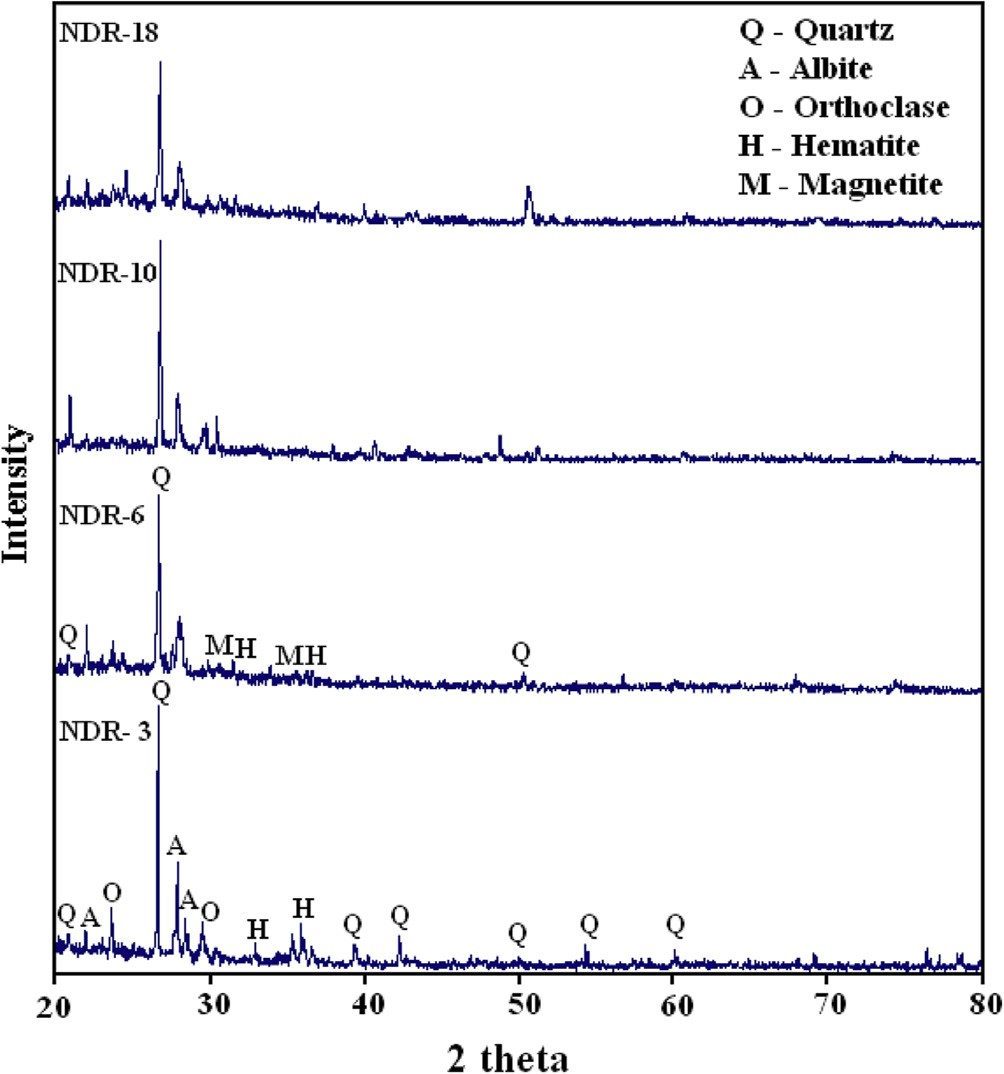 NDR-18
Q - Quartz
A - Albite
O - Orthoclase
H - Hematite
M - Magnetite
NDR-10
Q
NDR-6
Q
M H
M H
Q
Q
NDR- 3
A
Q A O
A O
H
H
Q
Q
Q
Q
Q
Intensity
20 30 40 50 60 70 80
2 theta